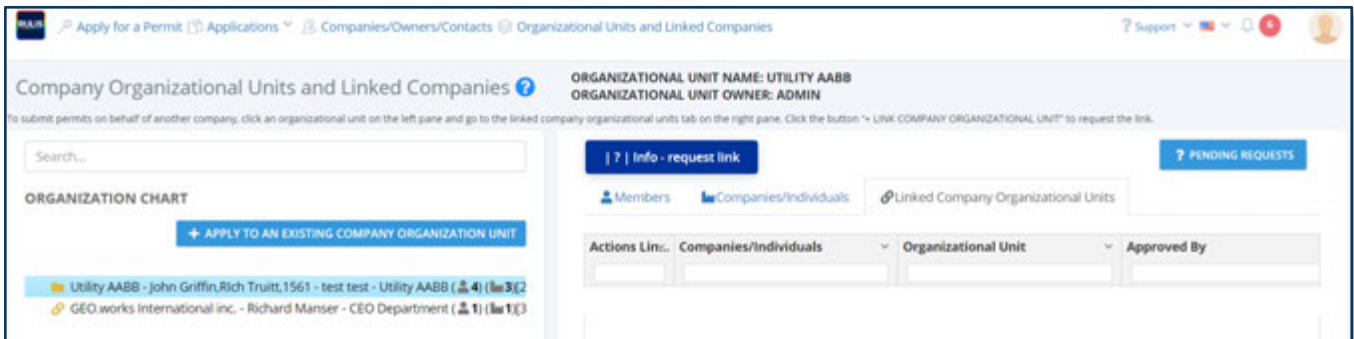 RULIS Apply for a Permit Applications Companies/Owners/Contacts Organizational Units and Linked Companies ? Support 6
Company Organizational Units and Linked Companies ?
ORGANIZATIONAL UNIT NAME: UTILITY AABB
ORGANIZATIONAL UNIT OWNER: ADMIN
To submit permits on behalf of another company, click an organizational unit on the left pane and go to the linked company organizational units tab on the right pane. Click the button "+ LINK COMPANY ORGANIZATIONAL UNIT" to request the link.
Search...
ORGANIZATION CHART
+ APPLY TO AN EXISTING COMPANY ORGANIZATION UNIT
Utility AABB - John Griffin,Rich Truitt,1561 - test test - Utility AABB ( 4) ( 3)[2
GEO.works International inc. - Richard Manser - CEO Department ( 1) ( 1)[3
| ? | Info - request link
? PENDING REQUESTS
Members Companies/Individuals Linked Company Organizational Units
Actions Lin... Companies/Individuals Organizational Unit Approved By